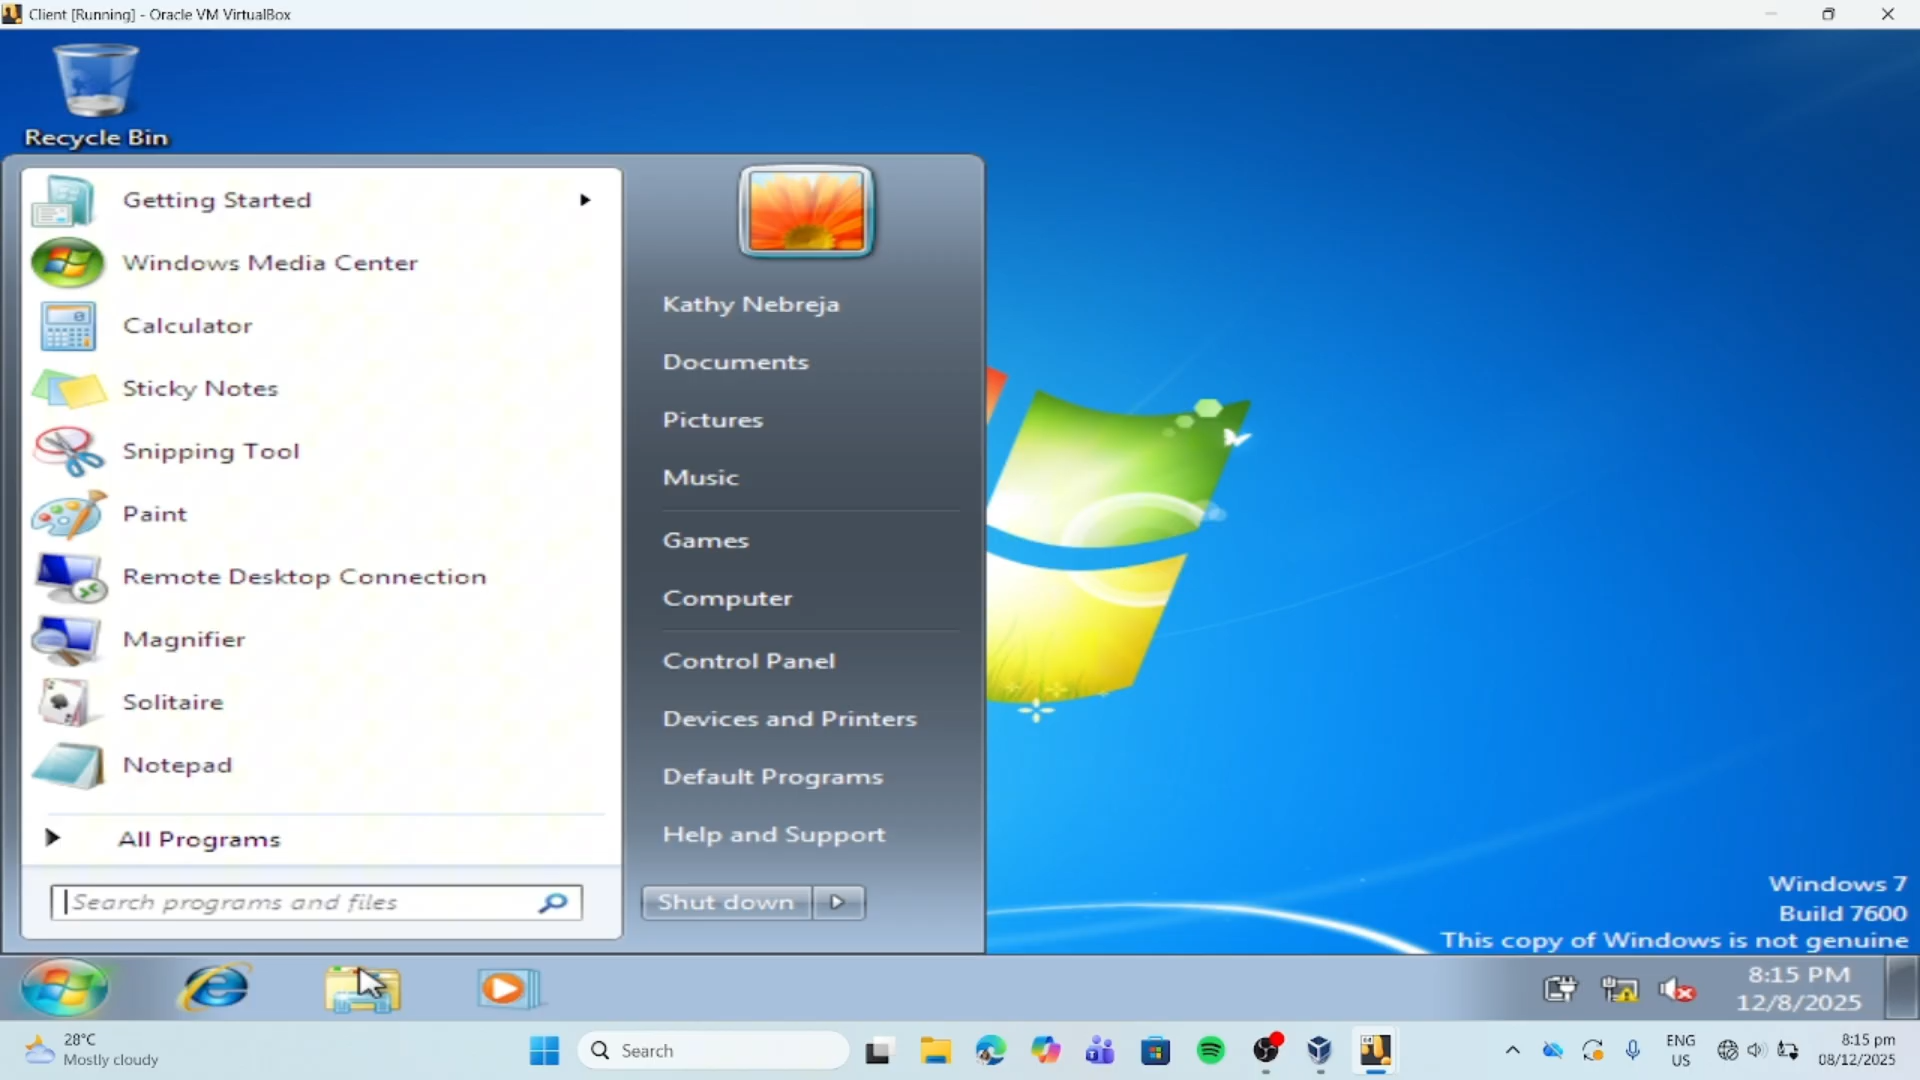 Client [Running] - Oracle VM VirtualBox
Recycle Bin
Getting Started
Windows Media Center
Calculator
Sticky Notes
Snipping Tool
Paint
Remote Desktop Connection
Magnifier
Solitaire
Notepad
All Programs
Search programs and files
Kathy Nebreja
Documents
Pictures
Music
Games
Computer
Control Panel
Devices and Printers
Default Programs
Help and Support
Shut down
Windows 7
Build 7600
This copy of Windows is not genuine
8:15 PM
12/8/2025
28°C
Mostly cloudy
Search
ENG
US
8:15 pm
08/12/2025